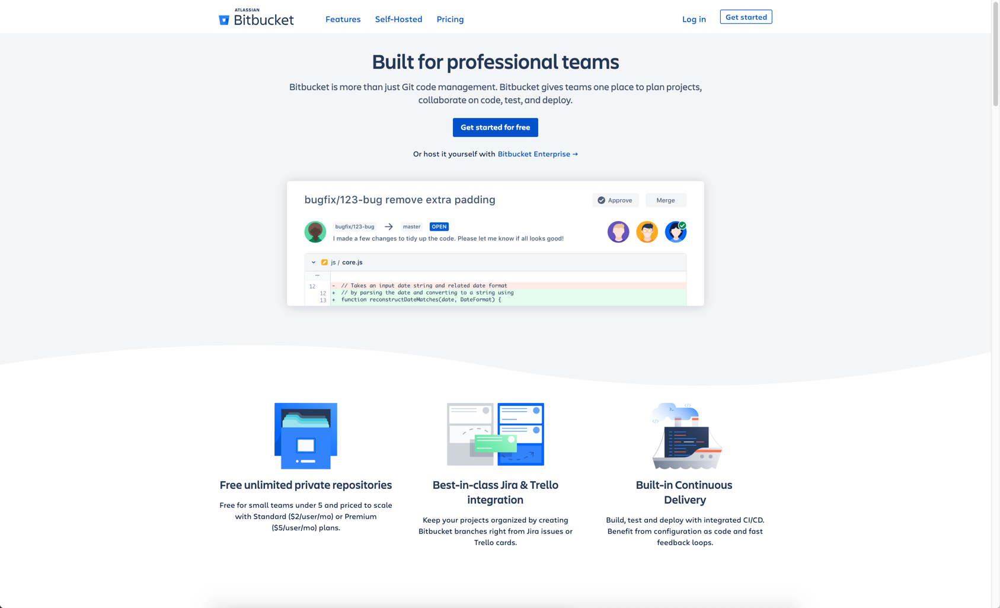 ATLASSIAN
Bitbucket
Features Self-Hosted Pricing Log in Get started
Built for professional teams
Bitbucket is more than just Git code management. Bitbucket gives teams one place to plan projects,
collaborate on code, test, and deploy.
Get started for free
Or host it yourself with Bitbucket Enterprise →
bugfix/123-bug remove extra padding Approve Merge
bugfix/123-bug → master OPEN
I made a few changes to tidy up the code. Please let me know if all looks good!
js / core.js
...
12 - // Takes an input date string and related date format
12 + // by parsing the date and converting to a string using
13 + function reconstructDateMatches(date, DateFormat) {
Free unlimited private repositories
Free for small teams under 5 and priced to scale
with Standard ($2/user/mo) or Premium
($5/user/mo) plans.
Best-in-class Jira & Trello
integration
Keep your projects organized by creating
Bitbucket branches right from Jira issues or
Trello cards.
</> 
>_
</>
Built-in Continuous
Delivery
Build, test and deploy with integrated CI/CD.
Benefit from configuration as code and fast
feedback loops.